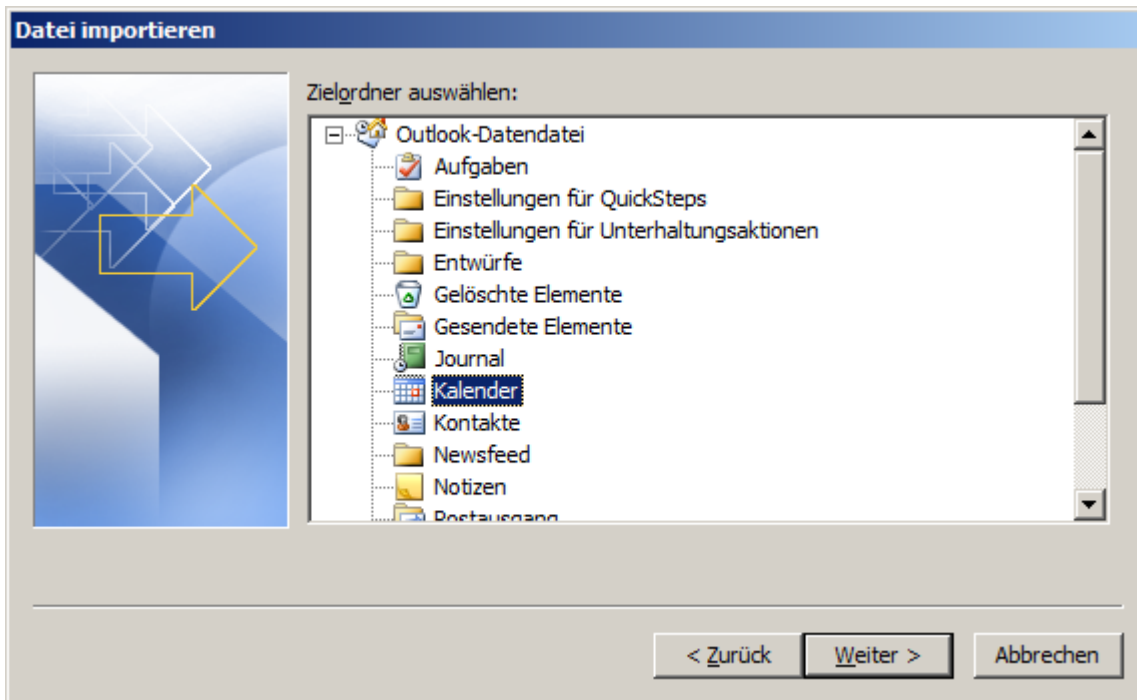 Datei importieren
Zielordner auswählen:
Outlook-Datendatei
Aufgaben
Einstellungen für QuickSteps
Einstellungen für Unterhaltungsaktionen
Entwürfe
Gelöschte Elemente
Gesendete Elemente
Journal
Kalender
Kontakte
Newsfeed
Notizen
Postausgang
< Zurück Weiter > Abbrechen